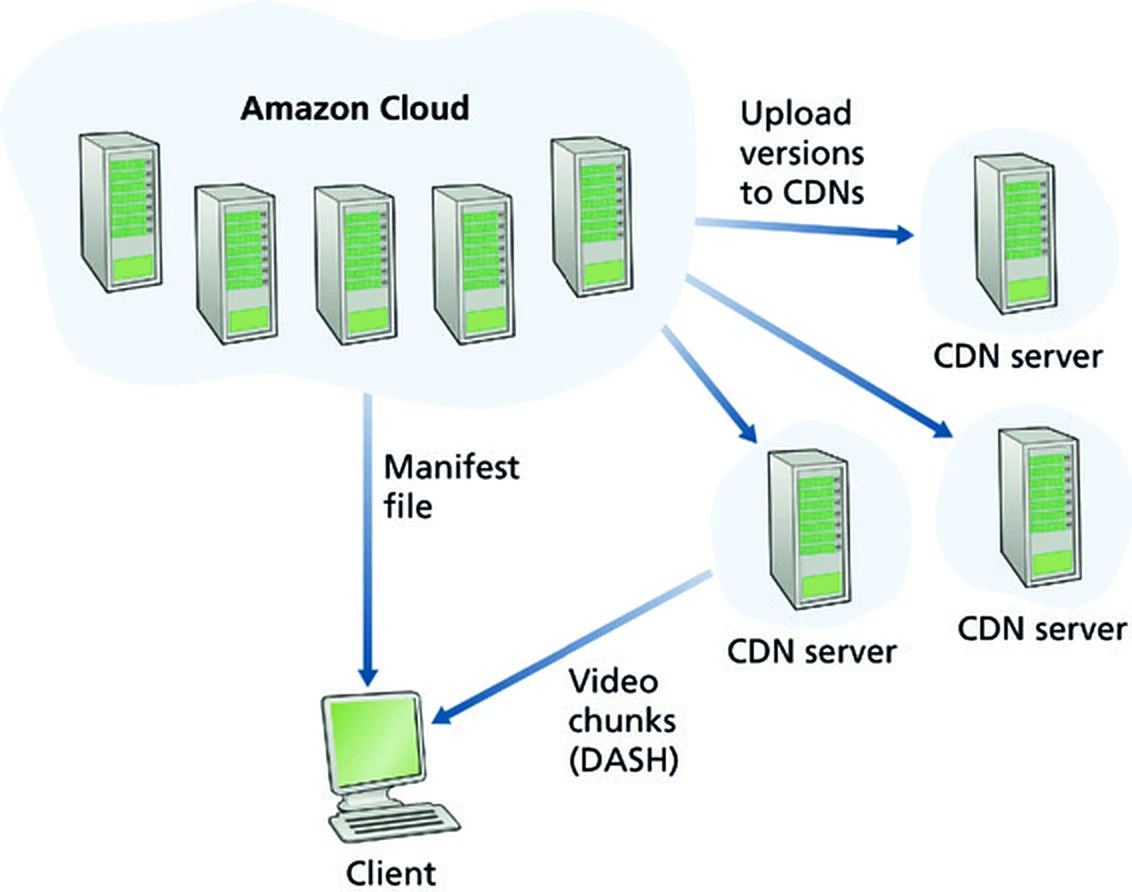 Amazon Cloud
Upload
versions
to CDNs
CDN server
Manifest
file
CDN server
CDN server
Video
chunks
(DASH)
Client